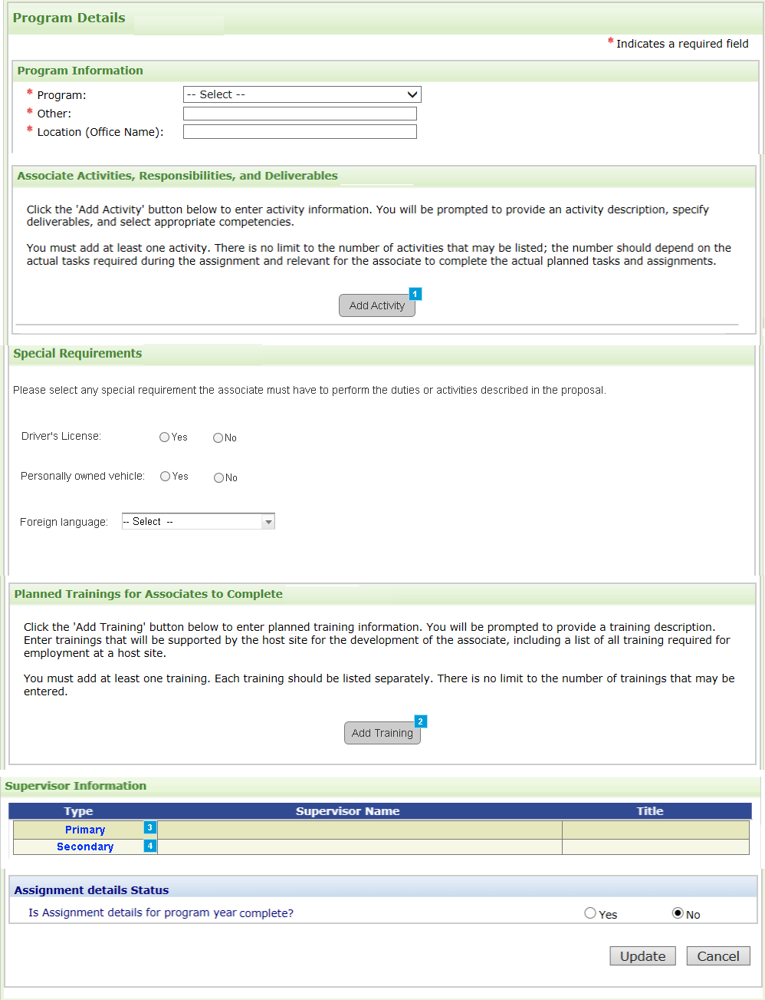 Program Details
* Indicates a required field
Program Information
* Program: -- Select --
* Other:
* Location (Office Name):
Associate Activities, Responsibilities, and Deliverables
Click the 'Add Activity' button below to enter activity information. You will be prompted to provide an activity description, specify
deliverables, and select appropriate competencies.
You must add at least one activity. There is no limit to the number of activities that may be listed; the number should depend on the
actual tasks required during the assignment and relevant for the associate to complete the actual planned tasks and assignments.
1
Add Activity
Special Requirements
Please select any special requirement the associate must have to perform the duties or activities described in the proposal.
Driver's License: Yes No
Personally owned vehicle: Yes No
Foreign language: -- Select --
Planned Trainings for Associates to Complete
Click the 'Add Training' button below to enter planned training information. You will be prompted to provide a training description.
Enter trainings that will be supported by the host site for the development of the associate, including a list of all training required for
employment at a host site.
You must add at least one training. Each training should be listed separately. There is no limit to the number of trainings that may be
entered.
2
Add Training
Supervisor Information
Type Supervisor Name Title
Primary 3
Secondary 4
Assignment details Status
Is Assignment details for program year complete? Yes No
Update Cancel